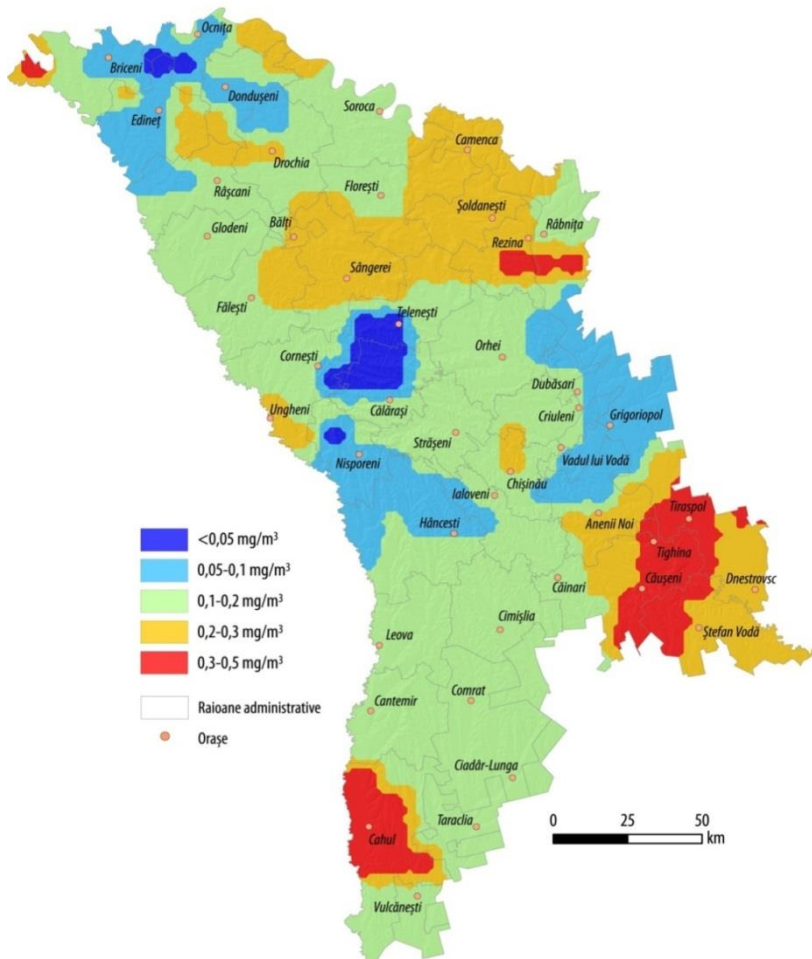 Ocnița
Briceni
Dondușeni
Edineț
Soroca
Camenca
Drochia
Râșcani
Florești
Șoldanești
Glodeni
Bălți
Rezina
Râbnița
Sângerei
Fălești
Telenești
Cornești
Orhei
Dubăsari
Călărași
Criuleni
Grigoriopol
Ungheni
Strășeni
Nisporeni
Vadul lui Vodă
Chișinău
Ialoveni
Hâncesti
Anenii Noi
Tiraspol
Tighina
Căușeni
Dnestrovsc
Căinari
Ștefan Vodă
Cimișlia
Leova
Comrat
Cantemir
Ciadâr-Lunga
Taraclia
Cahul
Vulcănești
<0,05 mg/m³
0,05-0,1 mg/m³
0,1-0,2 mg/m³
0,2-0,3 mg/m³
0,3-0,5 mg/m³
Raioane administrative
Orașe
0 25 50
km